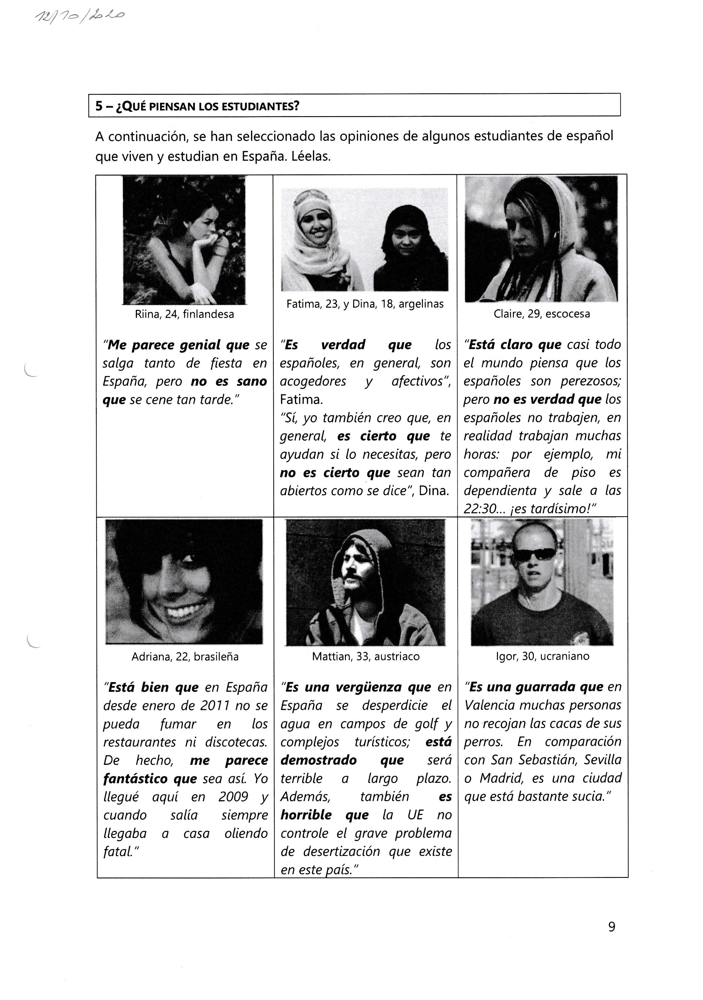 12/10/2020
5 – ¿QUÉ PIENSAN LOS ESTUDIANTES?
A continuación, se han seleccionado las opiniones de algunos estudiantes de español
que viven y estudian en España. Léelas.
Riina, 24, finlandesa
"Me parece genial que se
salga tanto de fiesta en
España, pero no es sano
que se cene tan tarde."
Fatima, 23, y Dina, 18, argelinas
"Es verdad que los
españoles, en general, son
acogedores y afectivos",
Fatima.
"Sí, yo también creo que, en
general, es cierto que te
ayudan si lo necesitas, pero
no es cierto que sean tan
abiertos como se dice", Dina.
Claire, 29, escocesa
"Está claro que casi todo
el mundo piensa que los
españoles son perezosos;
pero no es verdad que los
españoles no trabajen, en
realidad trabajan muchas
horas: por ejemplo, mi
compañera de piso es
dependienta y sale a las
22:30... ¡es tardísimo!"
Adriana, 22, brasileña
"Está bien que en España
desde enero de 2011 no se
pueda fumar en los
restaurantes ni discotecas.
De hecho, me parece
fantástico que sea así. Yo
llegué aquí en 2009 y
cuando salía siempre
llegaba a casa oliendo
fatal."
Mattian, 33, austriaco
"Es una vergüenza que en
España se desperdicie el
agua en campos de golf y
complejos turísticos; está
demostrado que será
terrible a largo plazo.
Además, también es
horrible que la UE no
controle el grave problema
de desertización que existe
en este país."
Igor, 30, ucraniano
"Es una guarrada que en
Valencia muchas personas
no recojan las cacas de sus
perros. En comparación
con San Sebastián, Sevilla
o Madrid, es una ciudad
que está bastante sucia."
9